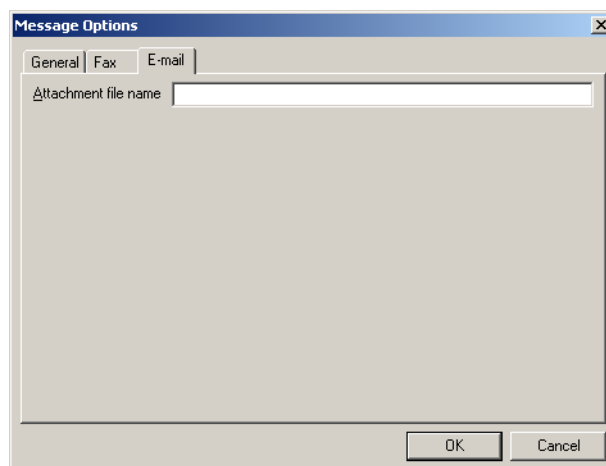 Message Options
General Fax E-mail
Attachment file name
OK Cancel